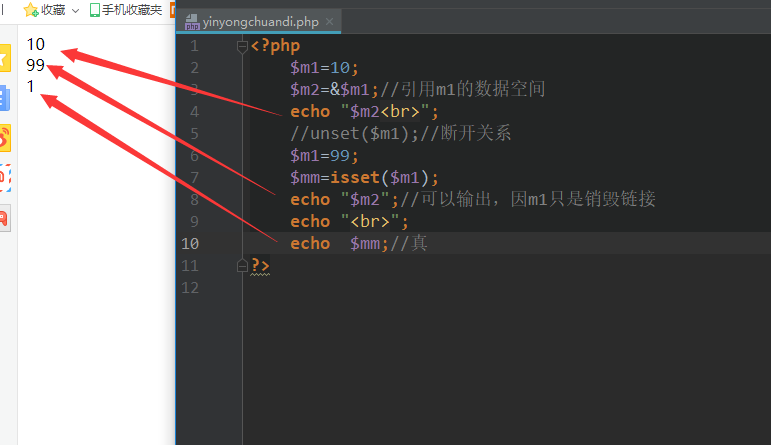 收藏 手机收藏夹
10
99
1
yinyongchuandi.php
1 <?php
2 $m1=10;
3 $m2=&$m1;//引用m1的数据空间
4 echo "$m2<br>";
5 //unset($m1);//断开关系
6 $m1=99;
7 $mm=isset($m1);
8 echo "$m2";//可以输出，因m1只是销毁链接
9 echo "<br>";
10 echo  $mm;//真
11 ?>
12